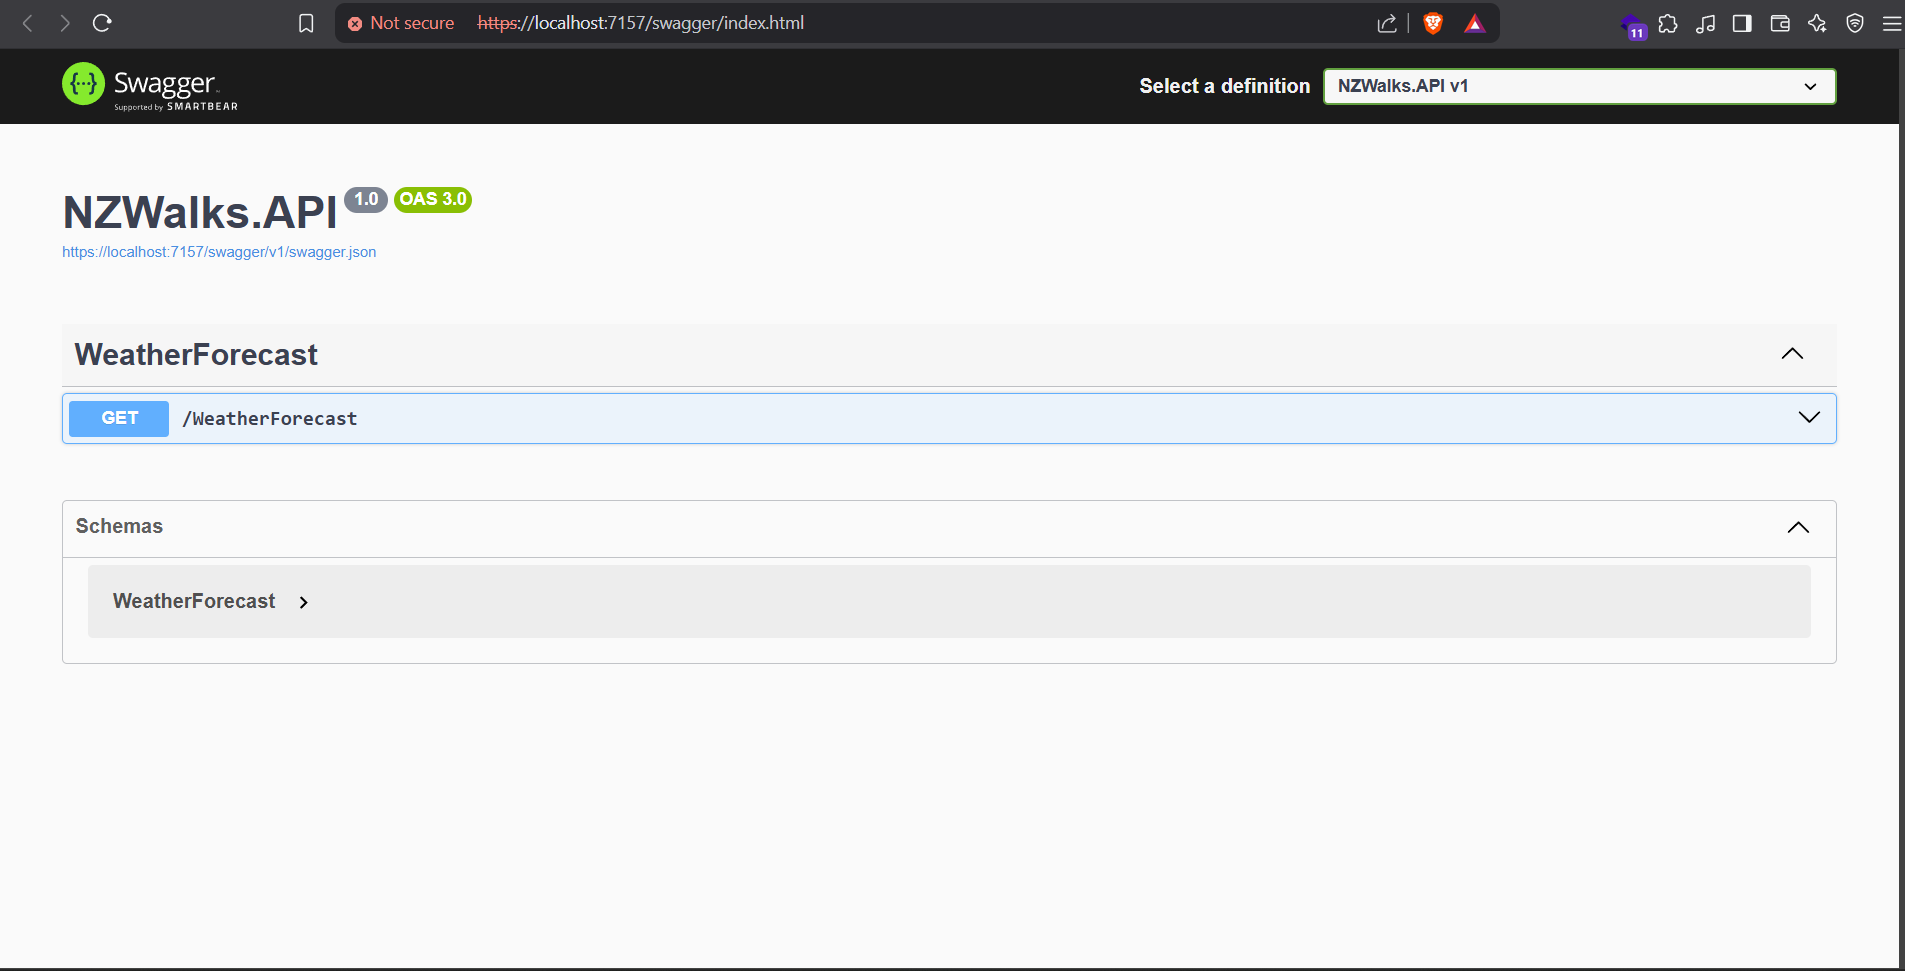 Not secure https://localhost:7157/swagger/index.html
11
{···} Swagger
Supported by SMARTBEAR
Select a definition
NZWalks.API v1
NZWalks.API 1.0 OAS 3.0
https://localhost:7157/swagger/v1/swagger.json
WeatherForecast
GET /WeatherForecast
Schemas
WeatherForecast